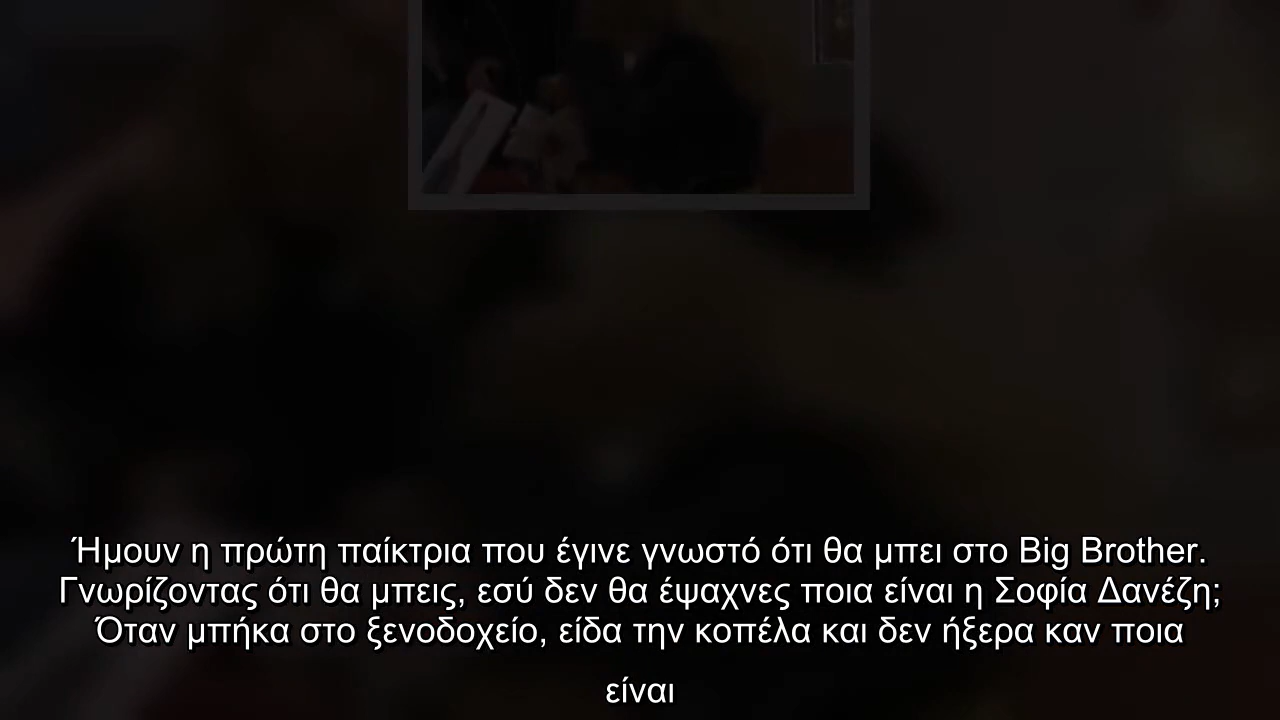 Ήμουν η πρώτη παίκτρια που έγινε γνωστό ότι θα μπει στο Big Brother.
Γνωρίζοντας ότι θα μπεις, εσύ δεν θα έψαχνες ποια είναι η Σοφία Δανέζη;
Όταν μπήκα στο ξενοδοχείο, είδα την κοπέλα και δεν ήξερα καν ποια
είναι